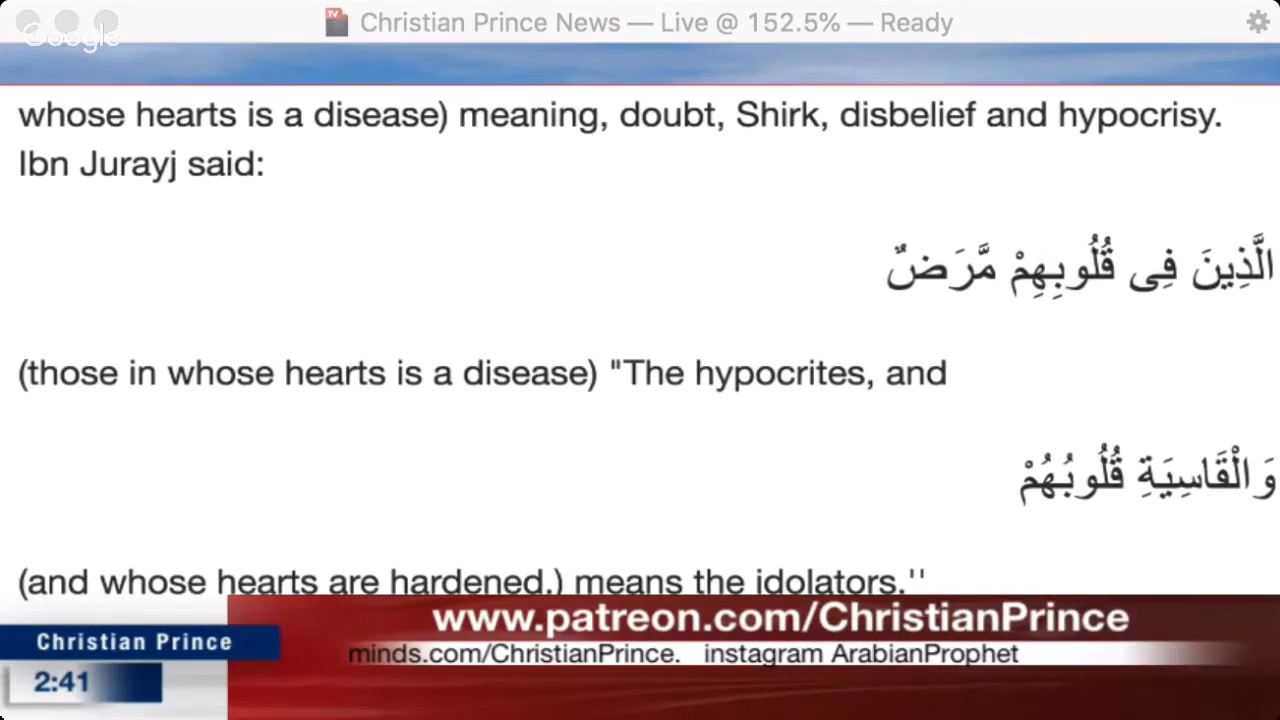 Christian Prince News — Live @ 152.5% — Ready
Google
whose hearts is a disease) meaning, doubt, Shirk, disbelief and hypocrisy.
Ibn Jurayj said:
الَّذِينَ فِى قُلُوبِهِمْ مَّرَضٌ
(those in whose hearts is a disease) "The hypocrites, and
وَالْقَاسِيَةِ قُلُوبُهُمْ
(and whose hearts are hardened.) means the idolators.''
www.patreon.com/ChristianPrince
Christian Prince
minds.com/ChristianPrince. instagram ArabianProphet
2:41